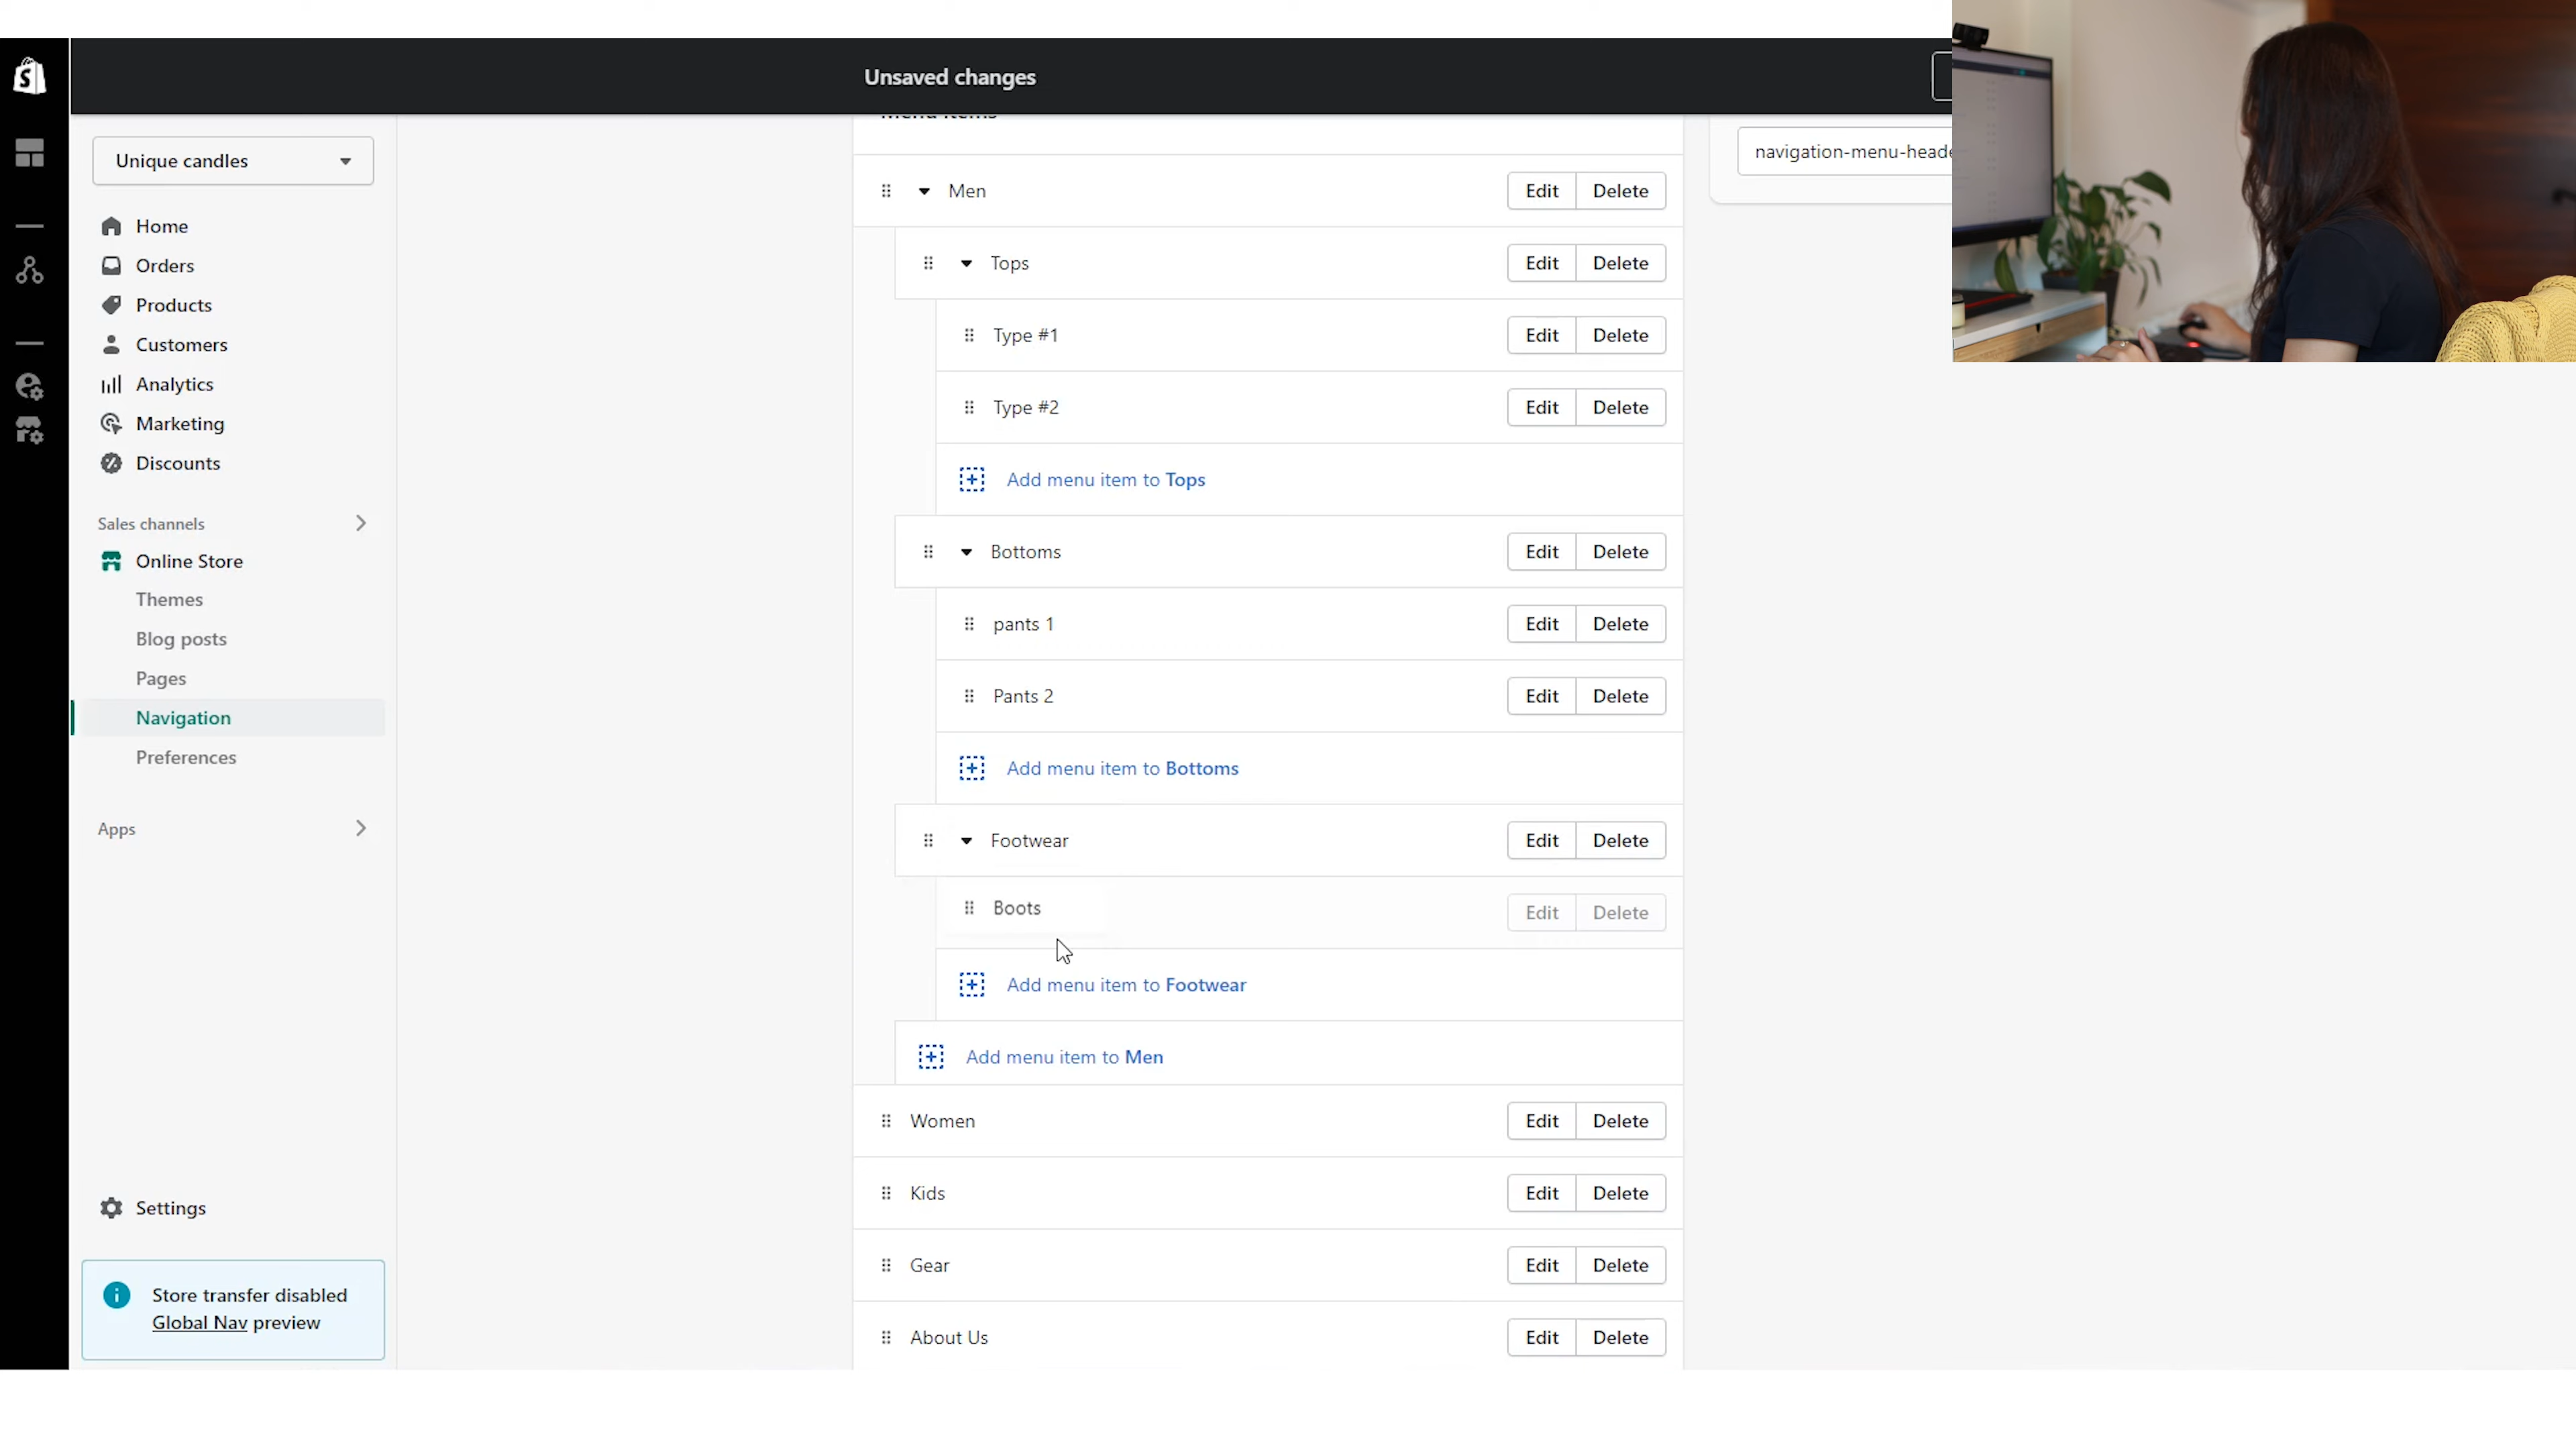 Unsaved changes
Unique candles
Home
Orders
Products
Customers
Analytics
Marketing
Discounts
Sales channels
Online Store
Themes
Blog posts
Pages
Navigation
Preferences
Apps
Settings
Store transfer disabled
Global Nav preview
Menu items
Men Edit Delete
Tops Edit Delete
Type #1 Edit Delete
Type #2 Edit Delete
Add menu item to Tops
Bottoms Edit Delete
pants 1 Edit Delete
Pants 2 Edit Delete
Add menu item to Bottoms
Footwear Edit Delete
Boots Edit Delete
Add menu item to Footwear
Add menu item to Men
Women Edit Delete
Kids Edit Delete
Gear Edit Delete
About Us Edit Delete
navigation-menu-heade